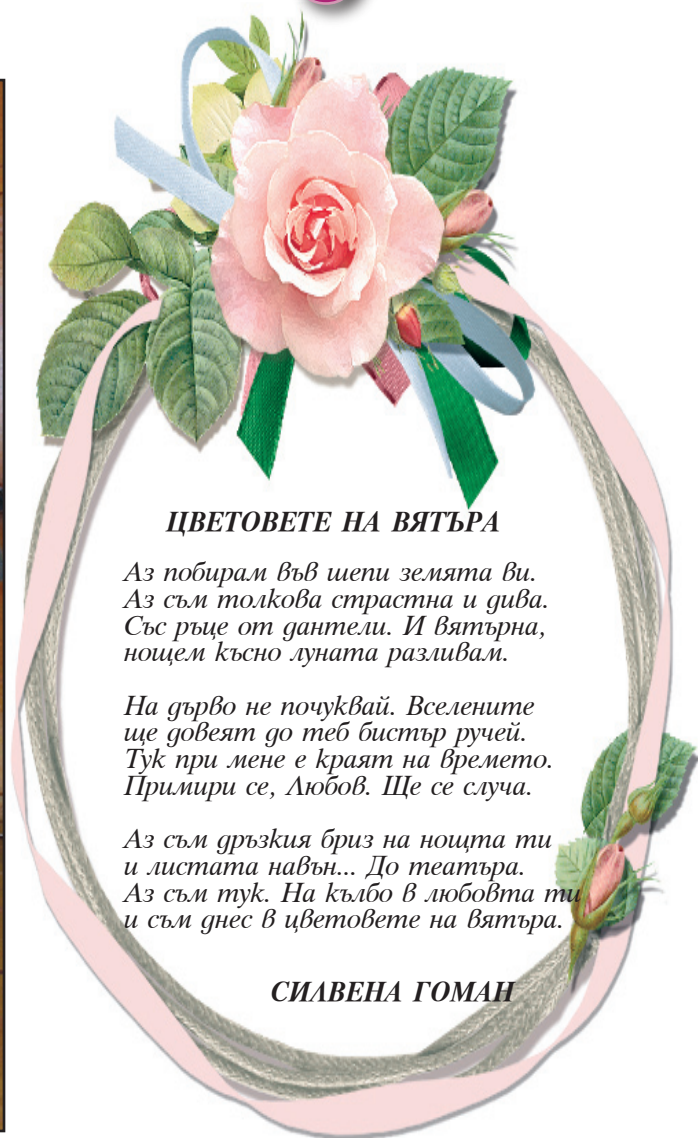 ЦВЕТОВЕТЕ НА ВЯТЪРА
Аз побирам във шепи земята ви.
Аз съм толкова страстна и дива.
Със ръце от дантели. И вятърна,
нощем късно луната разливам.
На дърво не почуквай. Вселените
ще довеят до теб бистър ручей.
Тук при мене е краят на времето.
Примири се, Любов. Ще се случа.
Аз съм дръзкия бриз на нощта ти
и листата навън... До театъра.
Аз съм тук. На кълбо в любовта ти
и съм днес в цветовете на вятъра.
СИЛВЕНА ГОМАН